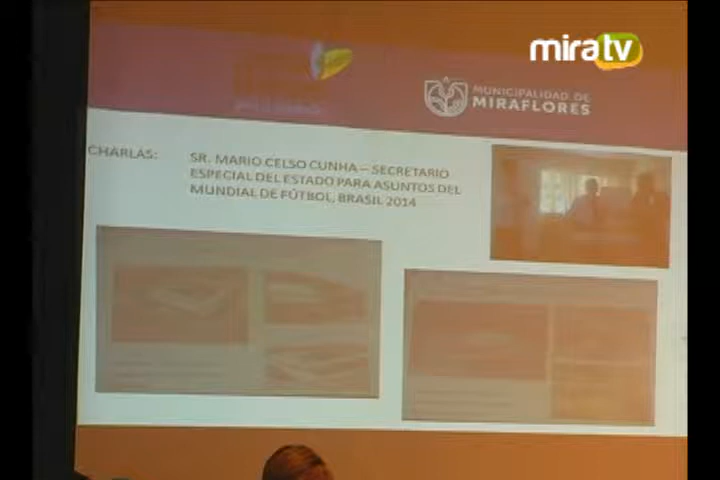 miratv
MUNICIPALIDAD DE
MIRAFLORES
CHARLAS:
SR. MARIO CELSO CUNHA – SECRETARIO
ESPECIAL DEL ESTADO PARA ASUNTOS DEL
MUNDIAL DE FÚTBOL, BRASIL 2014